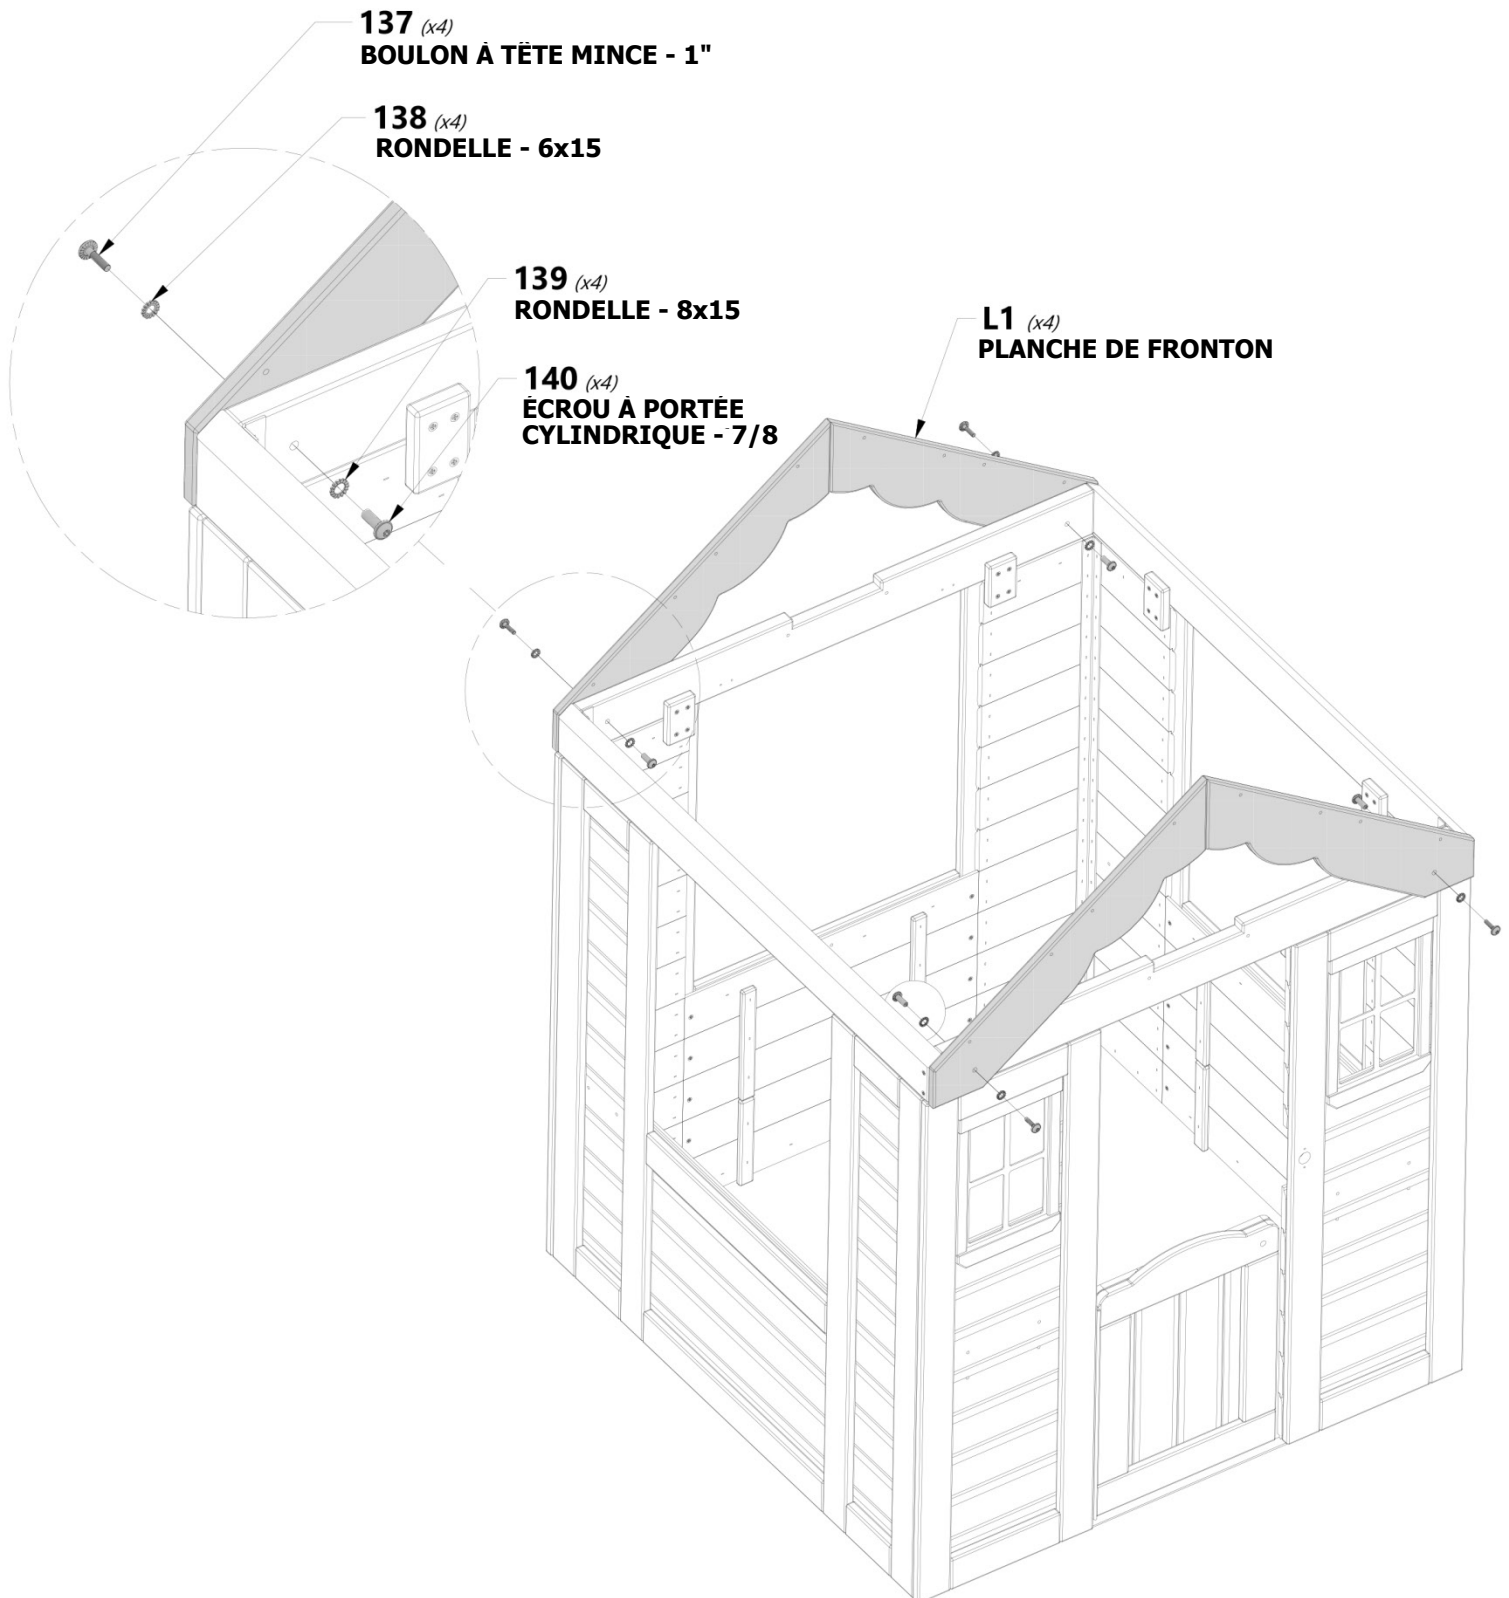 137 (x4)
BOULON À TÊTE MINCE - 1"
138 (x4)
RONDELLE - 6x15
139 (x4)
RONDELLE - 8x15
L1 (x4)
PLANCHE DE FRONTON
140 (x4)
ÉCROU À PORTÉE
CYLINDRIQUE - 7/8